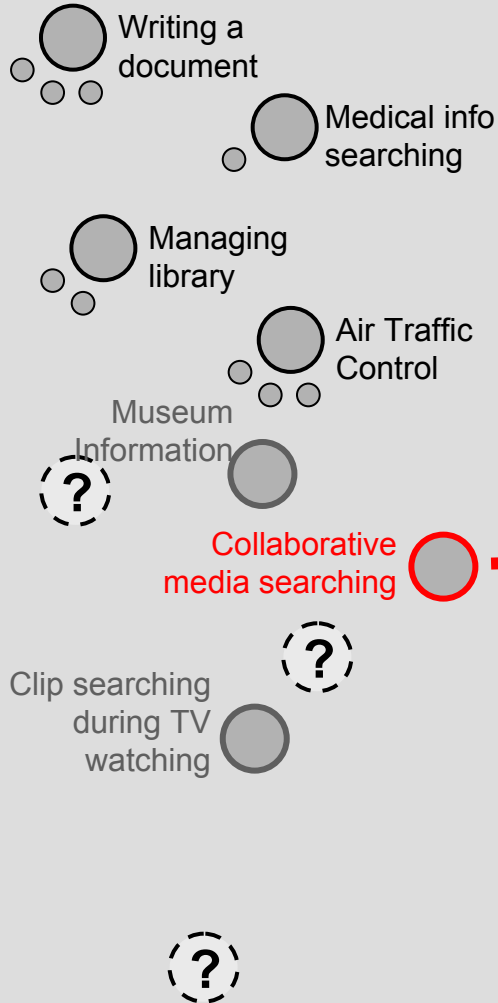 Writing a
document
Medical info
searching
Managing
library
Air Traffic
Control
Museum
Information
?
Collaborative
media searching
?
Clip searching
during TV
watching
?